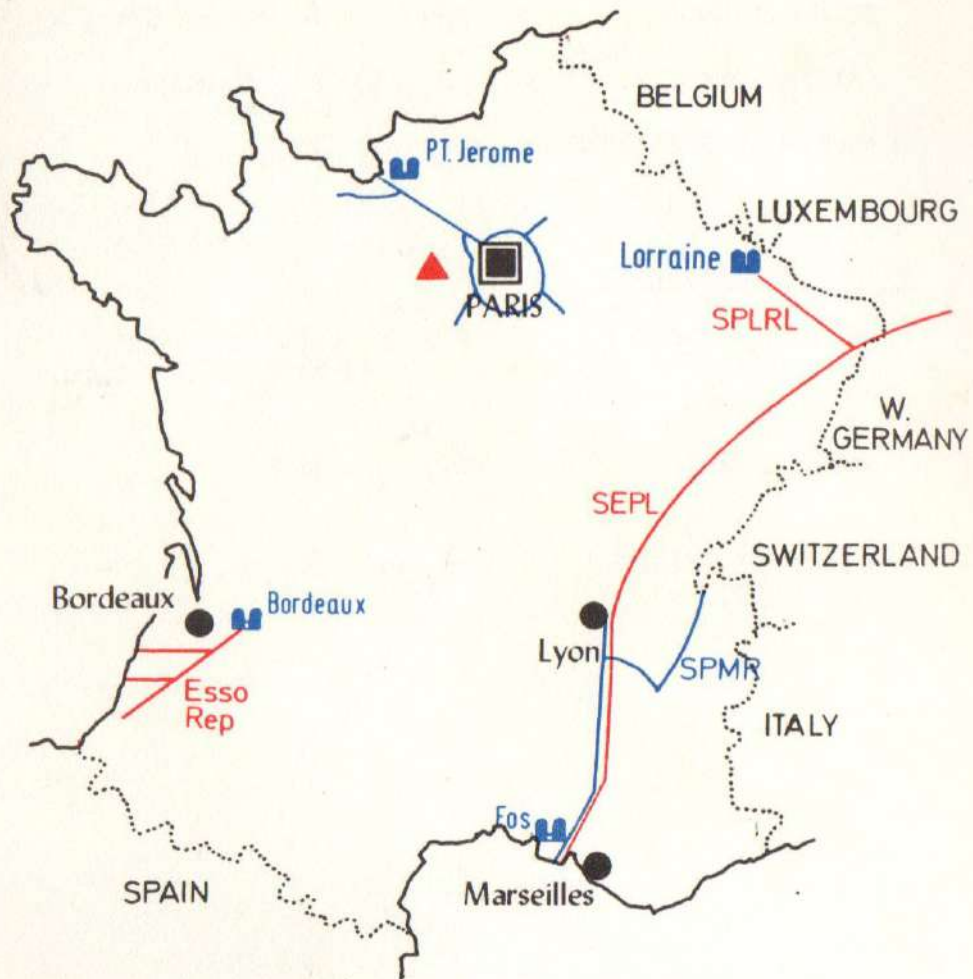 BELGIUM
PT. Jerome
LUXEMBOURG
Lorraine
PARIS
SPLRL
W.
GERMANY
SEPL
SWITZERLAND
Bordeaux
Bordeaux
Lyon
SPMR
Esso
Rep
ITALY
Fos
SPAIN
Marseilles